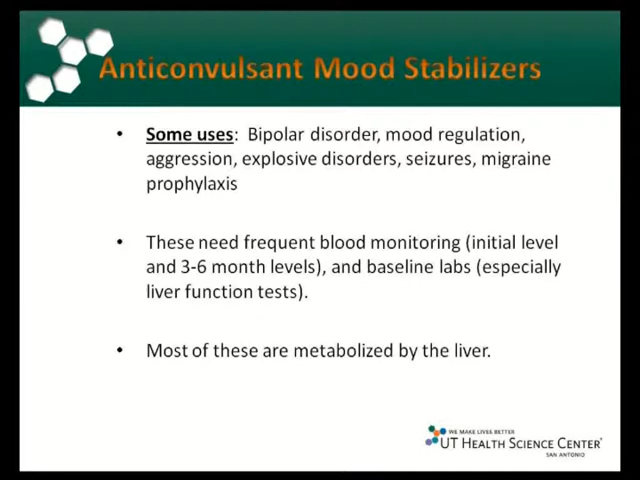 Anticonvulsant Mood Stabilizers
• Some uses: Bipolar disorder, mood regulation,
aggression, explosive disorders, seizures, migraine
prophylaxis
• These need frequent blood monitoring (initial level
and 3-6 month levels), and baseline labs (especially
liver function tests).
• Most of these are metabolized by the liver.
WE MAKE LIVES BETTER
UT HEALTH SCIENCE CENTER®
SAN ANTONIO